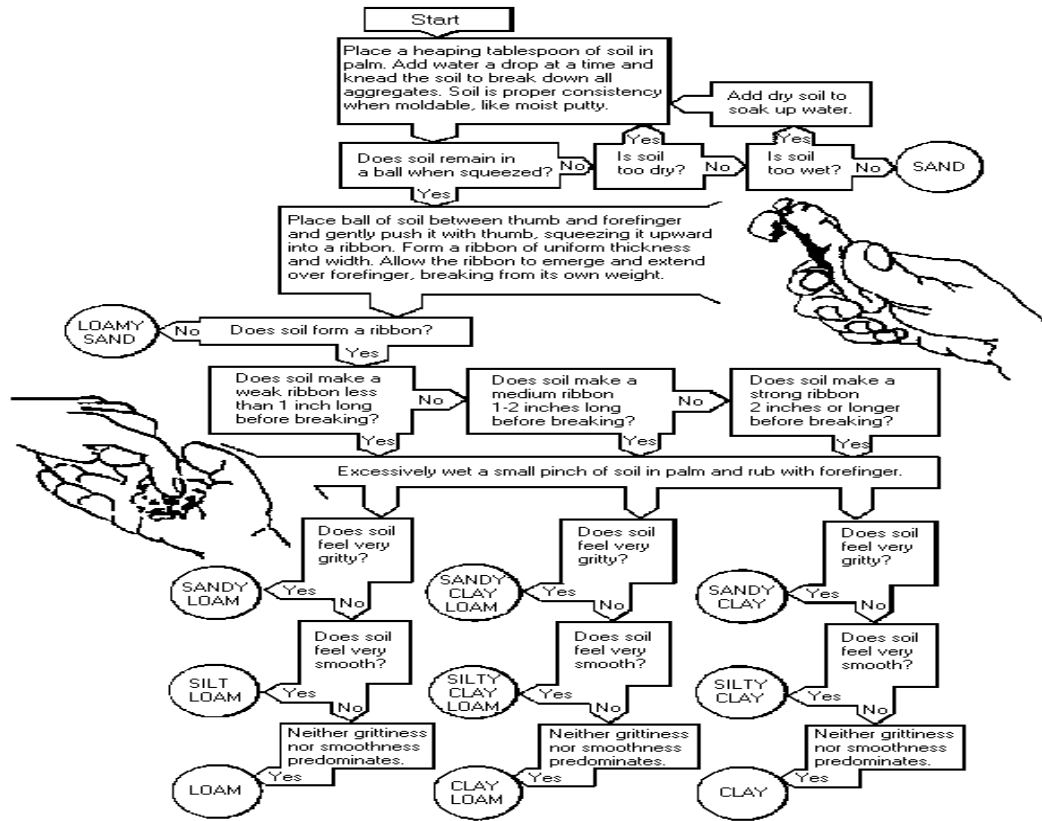 Start
Place a heaping tablespoon of soil in
palm. Add water a drop at a time and
knead the soil to break down all
aggregates. Soil is proper consistency
when moldable, like moist putty.
Add dry soil to
soak up water.
Yes
Yes
Does soil remain in
a ball when squeezed?
No
Is soil
too dry?
No
Is soil
too wet?
No
SAND
Yes
Place ball of soil between thumb and forefinger
and gently push it with thumb, squeezing it upward
into a ribbon. Form a ribbon of uniform thickness
and width. Allow the ribbon to emerge and extend
over forefinger, breaking from its own weight.
LOAMY
SAND
No
Does soil form a ribbon?
Yes
Does soil make a
weak ribbon less
than 1 inch long
before breaking?
No
Does soil make a
medium ribbon
1-2 inches long
before breaking?
No
Does soil make a
strong ribbon
2 inches or longer
before breaking?
Yes
Yes
Yes
Excessively wet a small pinch of soil in palm and rub with forefinger.
Does soil
feel very
gritty?
Does soil
feel very
gritty?
Does soil
feel very
gritty?
SANDY
LOAM
Yes
No
SANDY
CLAY
LOAM
Yes
No
SANDY
CLAY
Yes
No
Does soil
feel very
smooth?
Does soil
feel very
smooth?
Does soil
feel very
smooth?
SILT
LOAM
Yes
No
SILTY
CLAY
LOAM
Yes
No
SILTY
CLAY
Yes
No
Neither grittiness
nor smoothness
predominates.
Neither grittiness
nor smoothness
predominates.
Neither grittiness
nor smoothness
predominates.
LOAM
Yes
CLAY
LOAM
Yes
CLAY
Yes